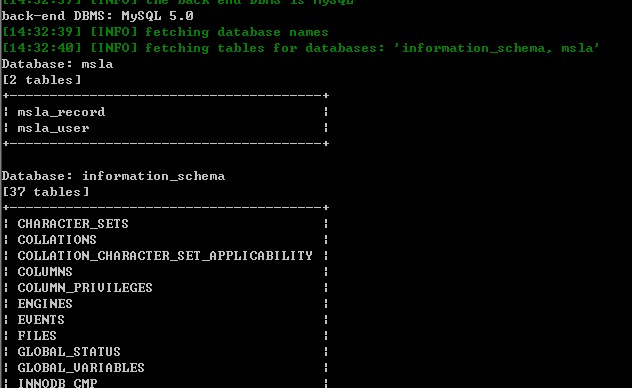 [14:32:39] [INFO] the back-end DBMS is MySQL
back-end DBMS: MySQL 5.0
[14:32:39] [INFO] fetching database names
[14:32:40] [INFO] fetching tables for databases: 'information_schema, msla'
Database: msla
[2 tables]
+---------------------------------------+
| msla_record                           |
| msla_user                             |
+---------------------------------------+
Database: information_schema
[37 tables]
+---------------------------------------+
| CHARACTER_SETS                        |
| COLLATIONS                            |
| COLLATION_CHARACTER_SET_APPLICABILITY |
| COLUMNS                               |
| COLUMN_PRIVILEGES                     |
| ENGINES                               |
| EVENTS                                |
| FILES                                 |
| GLOBAL_STATUS                         |
| GLOBAL_VARIABLES                      |
| INNODB_CMP                            |